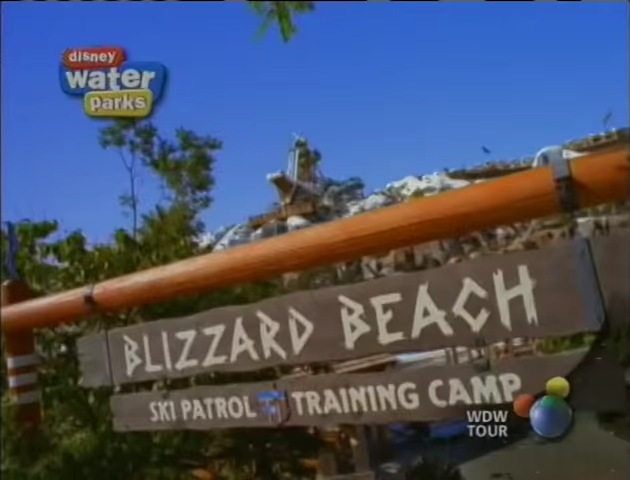 disney
water
parks
BLIZZARD BEACH
SKI PATROL TRAINING CAMP
WDW
TOUR